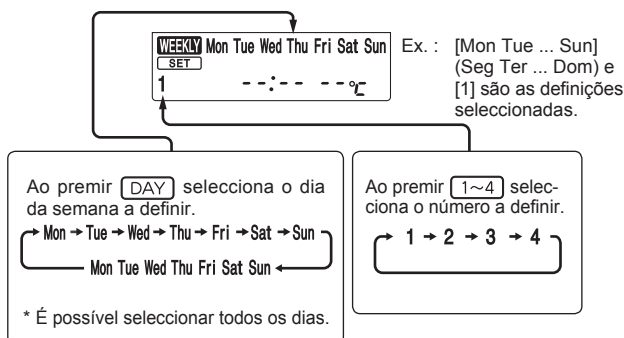 WEEKLY Mon Tue Wed Thu Fri Sat Sun
SET
1 --:-- --°C
Ex. : [Mon Tue ... Sun]
(Seg Ter ... Dom) e
[1] são as definições
seleccionadas.
Ao premir DAY selecciona o dia
da semana a definir.
Mon → Tue → Wed → Thu → Fri → Sat → Sun
Mon Tue Wed Thu Fri Sat Sun
* É possível seleccionar todos os dias.
Ao premir 1~4 selec-
ciona o número a definir.
1 → 2 → 3 → 4